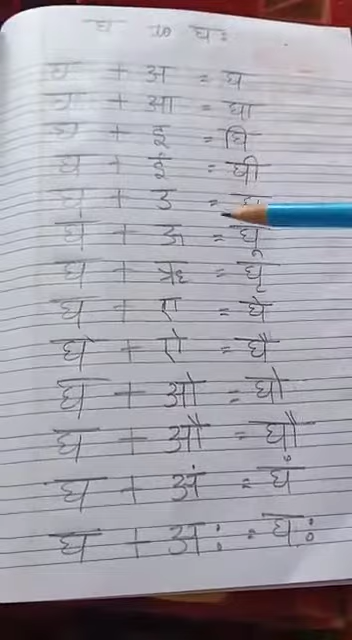 घ to घः
घ + अ = घ
घ + आ = घा
घ + इ = घि
घ + ई = घी
घ + उ =
घ + ऊ = घू
घ + ऋ = घृ
घ + ए = घे
घ + ऐ = घै
घ + ओ = घो
घ + औ = घौ
घ + अं = घं
घ + अः = घः